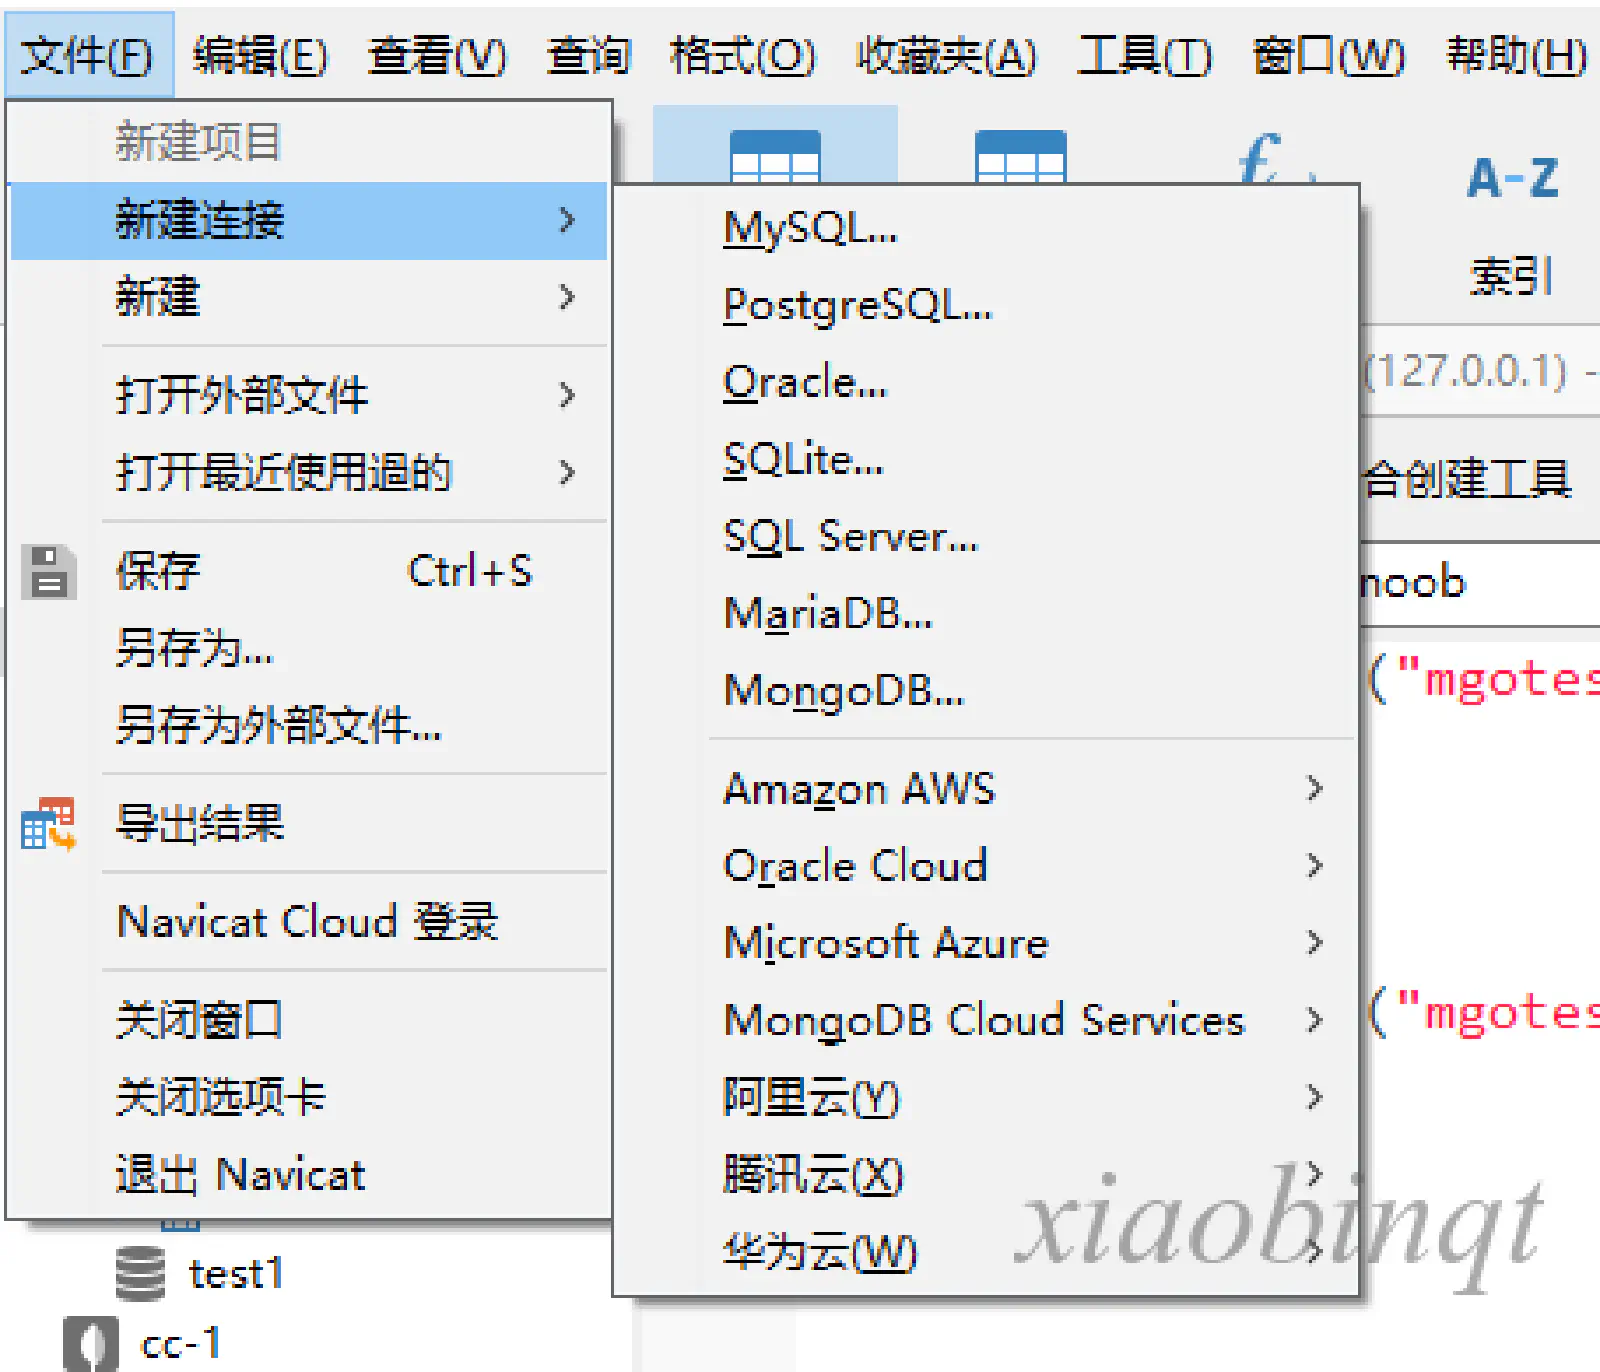 文件(F) 编辑(E) 查看(V) 查询 格式(O) 收藏夹(A) 工具(T) 窗口(W) 帮助(H)
新建项目
新建连接
新建
打开外部文件
打开最近使用過的
保存 Ctrl+S
另存为...
另存为外部文件...
导出结果
Navicat Cloud 登录
关闭窗口
关闭选项卡
退出 Navicat
MySQL...
PostgreSQL...
Oracle...
SQLite...
SQL Server...
MariaDB...
MongoDB...
Amazon AWS
Oracle Cloud
Microsoft Azure
MongoDB Cloud Services
阿里云(Y)
腾讯云(X)
华为云(W)
A-Z
索引
(127.0.0.1) -
合创建工具
noob
("mgotes
("mgotes
test1
cc-1
xiaobinqt